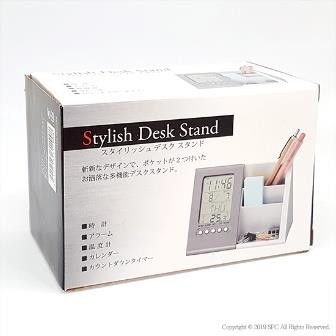 Stylish Desk Stand
スタイリッシュデスク スタンド
斬新なデザインで、ポケットが2つ付いた
お洒落な多機能デスクスタンド。
■時 計
■アラーム
■温度計
■カレンダー
■カウントダウンタイマー
11:46
25.3
Copyright © 2019 SFC All Rights Reserved.